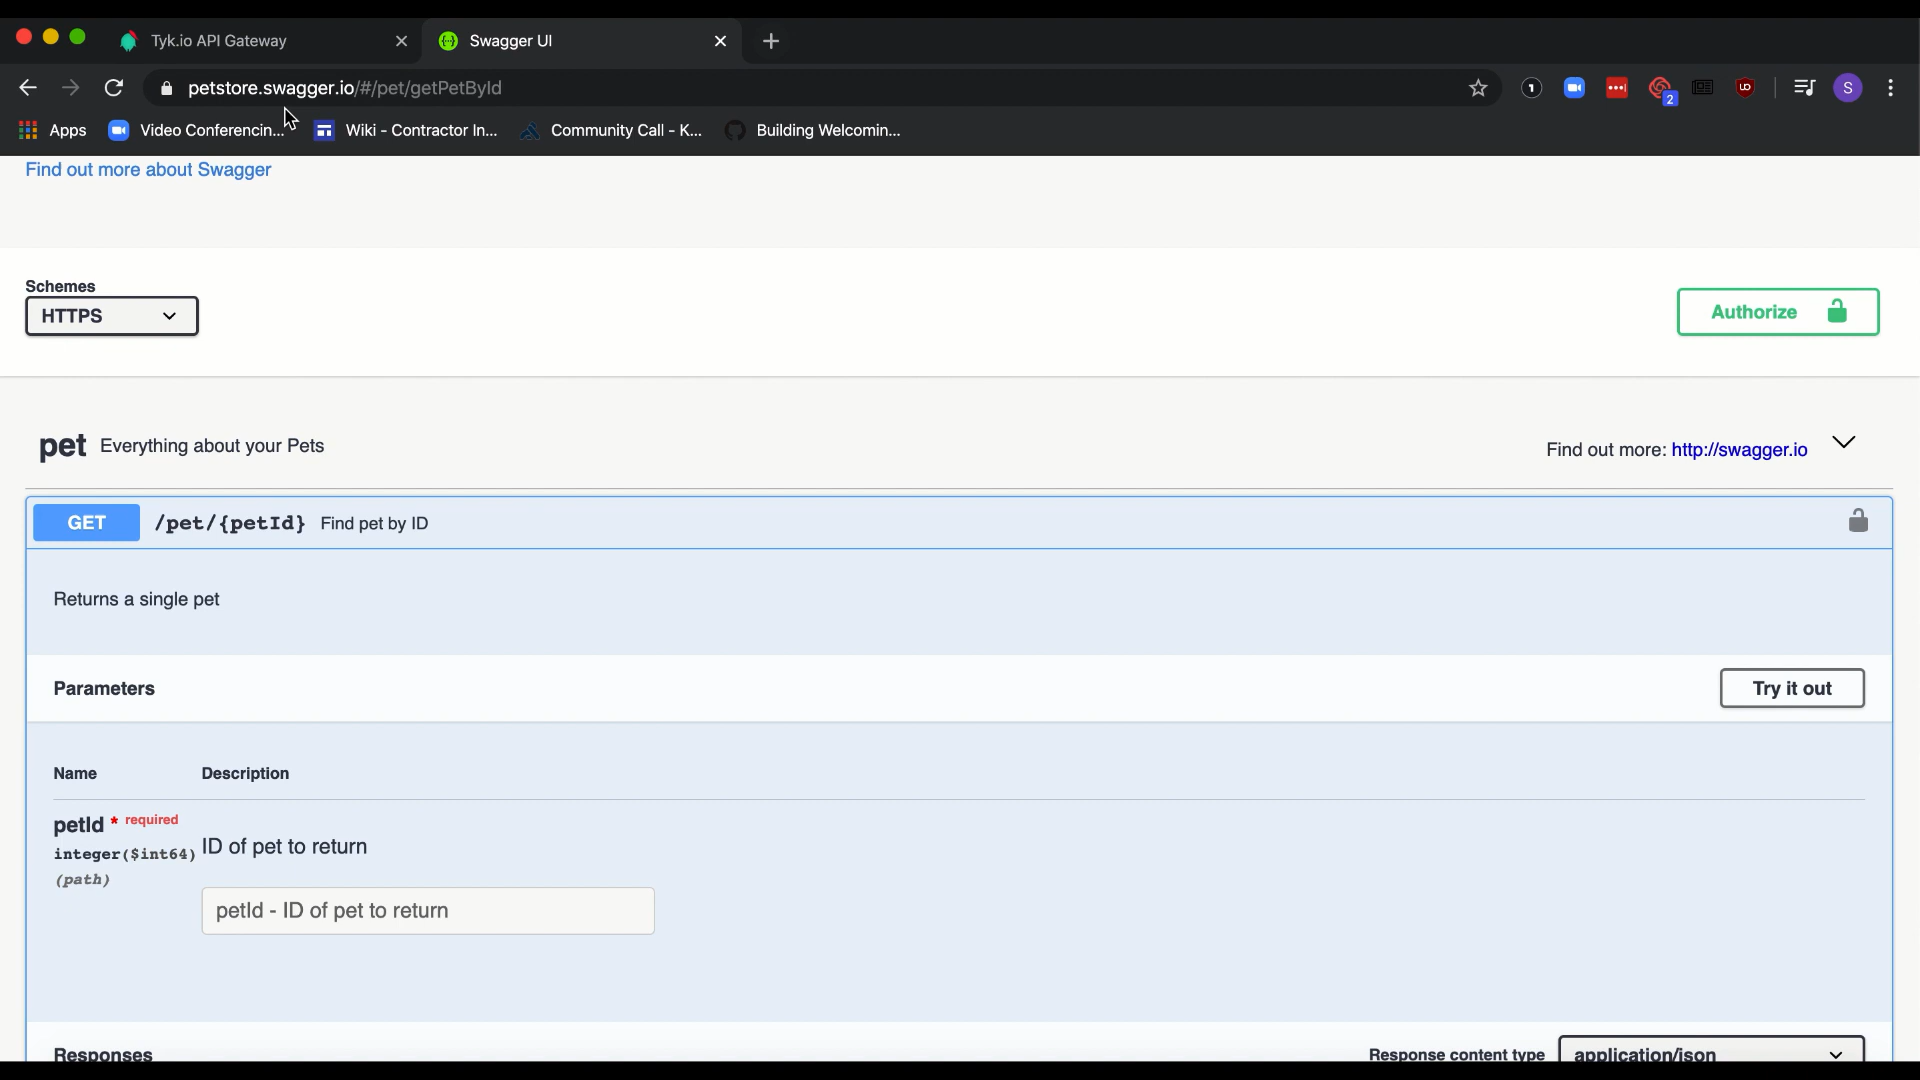 Tyk.io API Gateway
Swagger UI
petstore.swagger.io/#/pet/getPetById
1
2
S
Apps
Video Conferencin...
Wiki - Contractor In...
Community Call - K...
Building Welcomin...
Find out more about Swagger
Schemes
HTTPS
Authorize
pet Everything about your Pets
Find out more: http://swagger.io
GET /pet/{petId} Find pet by ID
Returns a single pet
Parameters
Try it out
Name Description
petId * required
integer($int64)
(path)
ID of pet to return
petId - ID of pet to return
Responses
Response content type application/json